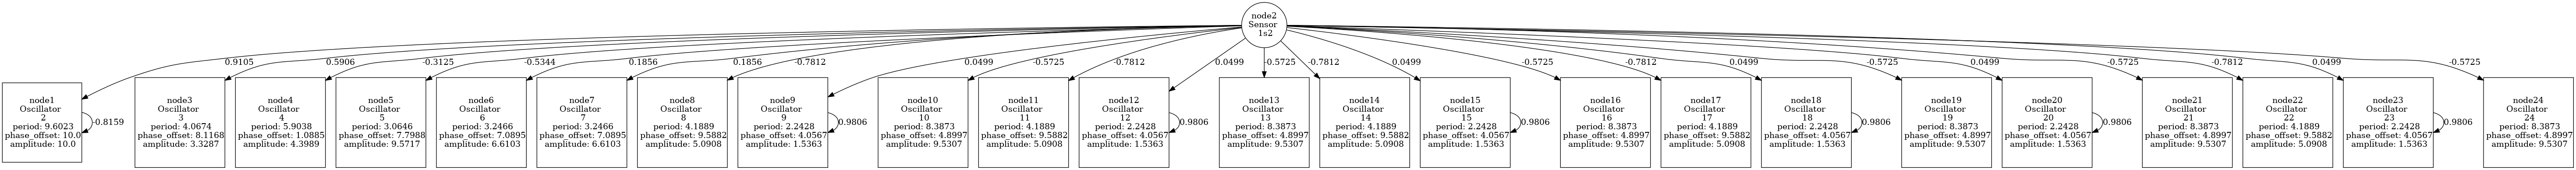 node2
Sensor
1s2
0.9105
0.5906
-0.3125
-0.5344
0.1856
0.1856
-0.7812
0.0499
-0.5725
-0.7812
0.0499
-0.5725
-0.7812
0.0499
-0.5725
-0.7812
0.0499
-0.5725
0.0499
-0.5725
-0.7812
0.0499
-0.5725
node1
Oscillator
2
period: 9.6023
phase_offset: 10.0
amplitude: 10.0
-0.8159
node3
Oscillator
3
period: 4.0674
phase_offset: 8.1168
amplitude: 3.3287
node4
Oscillator
4
period: 5.9038
phase_offset: 1.0885
amplitude: 4.3989
node5
Oscillator
5
period: 3.0646
phase_offset: 7.7988
amplitude: 9.5717
node6
Oscillator
6
period: 3.2466
phase_offset: 7.0895
amplitude: 6.6103
node7
Oscillator
7
period: 3.2466
phase_offset: 7.0895
amplitude: 6.6103
node8
Oscillator
8
period: 4.1889
phase_offset: 9.5882
amplitude: 5.0908
node9
Oscillator
9
period: 2.2428
phase_offset: 4.0567
amplitude: 1.5363
0.9806
node10
Oscillator
10
period: 8.3873
phase_offset: 4.8997
amplitude: 9.5307
node11
Oscillator
11
period: 4.1889
phase_offset: 9.5882
amplitude: 5.0908
node12
Oscillator
12
period: 2.2428
phase_offset: 4.0567
amplitude: 1.5363
0.9806
node13
Oscillator
13
period: 8.3873
phase_offset: 4.8997
amplitude: 9.5307
node14
Oscillator
14
period: 4.1889
phase_offset: 9.5882
amplitude: 5.0908
node15
Oscillator
15
period: 2.2428
phase_offset: 4.0567
amplitude: 1.5363
0.9806
node16
Oscillator
16
period: 8.3873
phase_offset: 4.8997
amplitude: 9.5307
node17
Oscillator
17
period: 4.1889
phase_offset: 9.5882
amplitude: 5.0908
node18
Oscillator
18
period: 2.2428
phase_offset: 4.0567
amplitude: 1.5363
0.9806
node19
Oscillator
19
period: 8.3873
phase_offset: 4.8997
amplitude: 9.5307
node20
Oscillator
20
period: 2.2428
phase_offset: 4.0567
amplitude: 1.5363
0.9806
node21
Oscillator
21
period: 8.3873
phase_offset: 4.8997
amplitude: 9.5307
node22
Oscillator
22
period: 4.1889
phase_offset: 9.5882
amplitude: 5.0908
node23
Oscillator
23
period: 2.2428
phase_offset: 4.0567
amplitude: 1.5363
0.9806
node24
Oscillator
24
period: 8.3873
phase_offset: 4.8997
amplitude: 9.5307